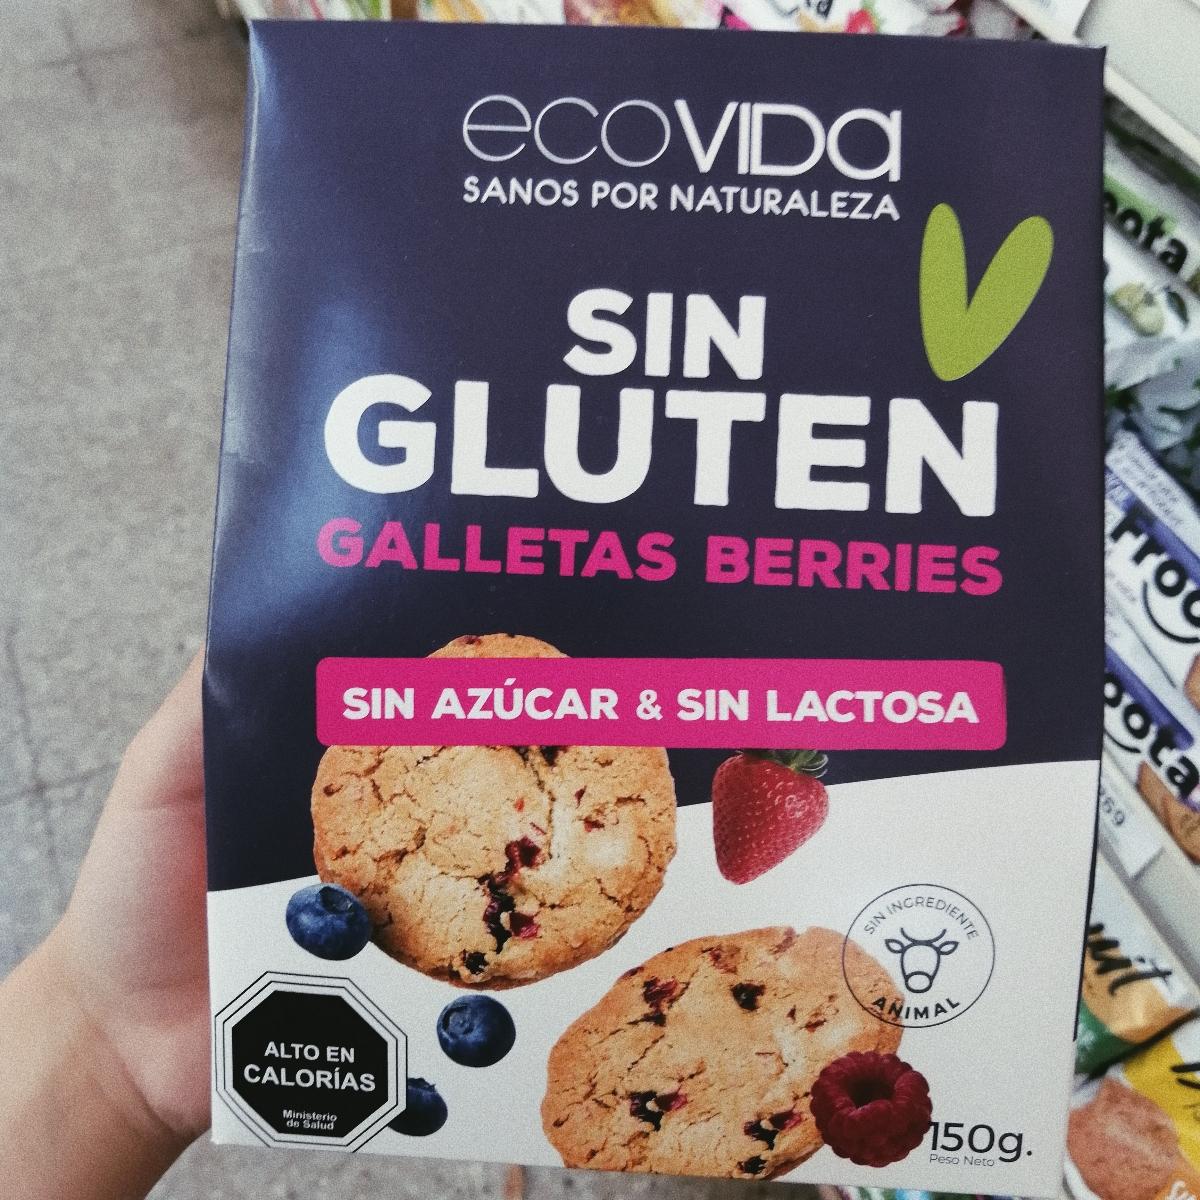 ecoVIDa
SANOS POR NATURALEZA
SIN
GLUTEN
GALLETAS BERRIES
SIN AZÚCAR & SIN LACTOSA
SIN INGREDIENTE
ANIMAL
ALTO EN
CALORÍAS
Ministerio
de Salud
150g.
Peso Neto